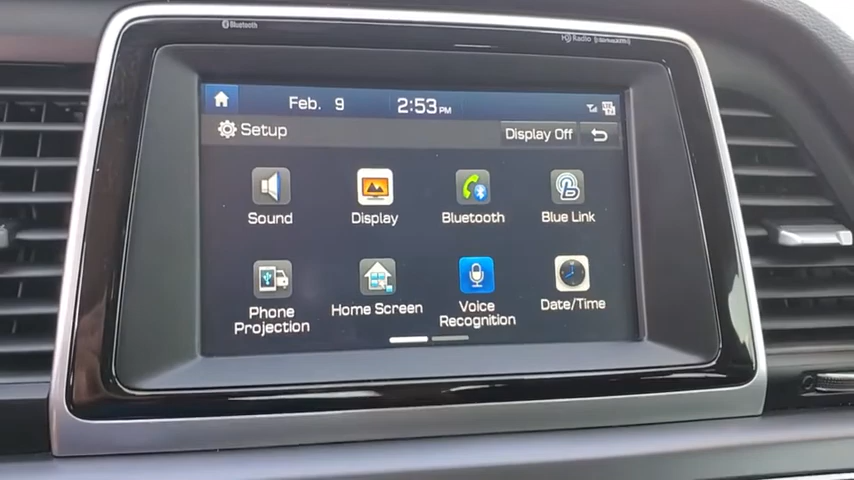 Bluetooth
HD Radio SiriusXM
Feb. 9 2:53 PM
Setup Display Off
Sound Display Bluetooth Blue Link
Phone Projection Home Screen Voice Recognition Date/Time